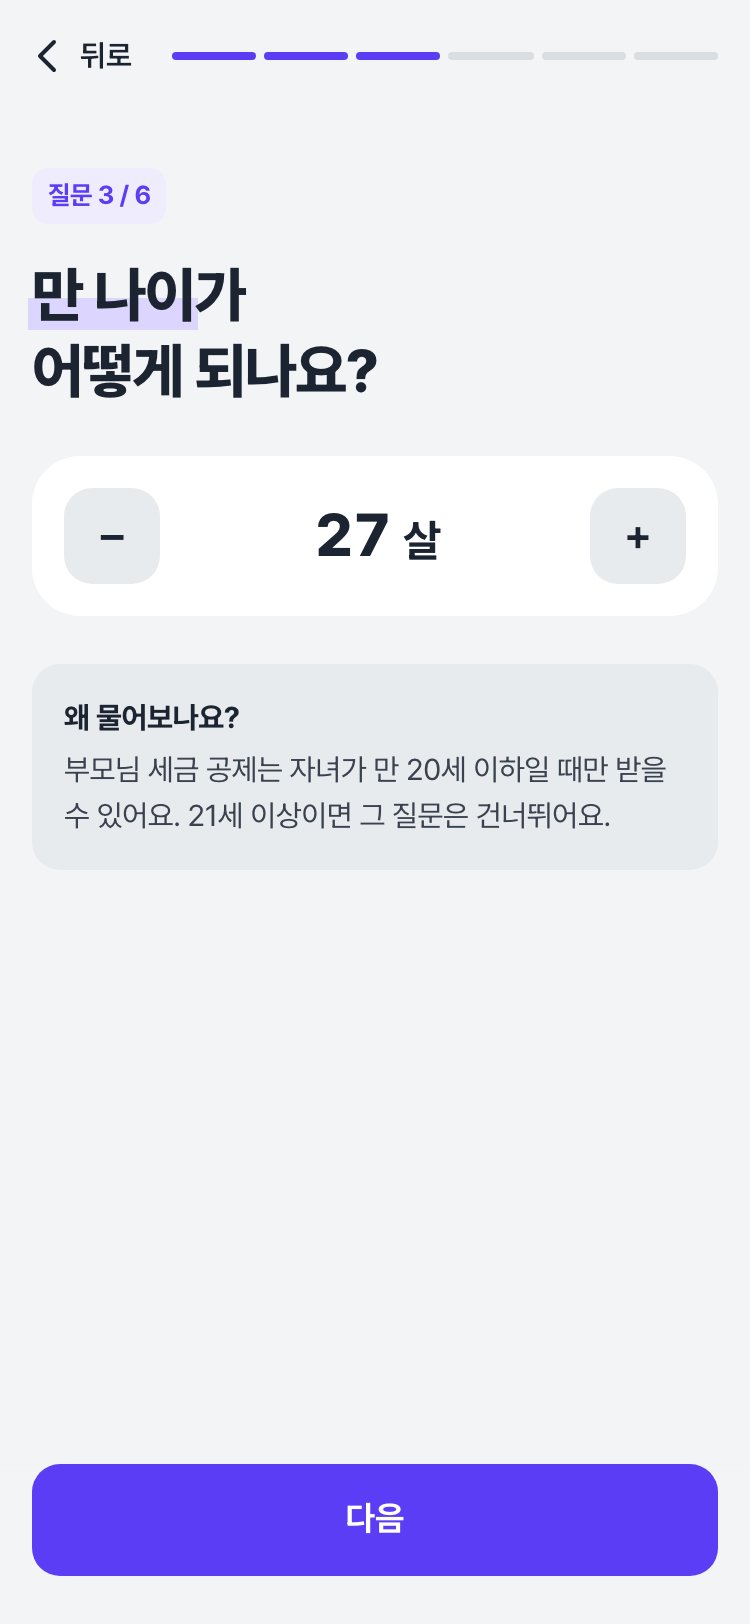 뒤로
질문 3 / 6
만 나이가
어떻게 되나요?
− 27 살 +
왜 물어보나요?
부모님 세금 공제는 자녀가 만 20세 이하일 때만 받을
수 있어요. 21세 이상이면 그 질문은 건너뛰어요.
다음